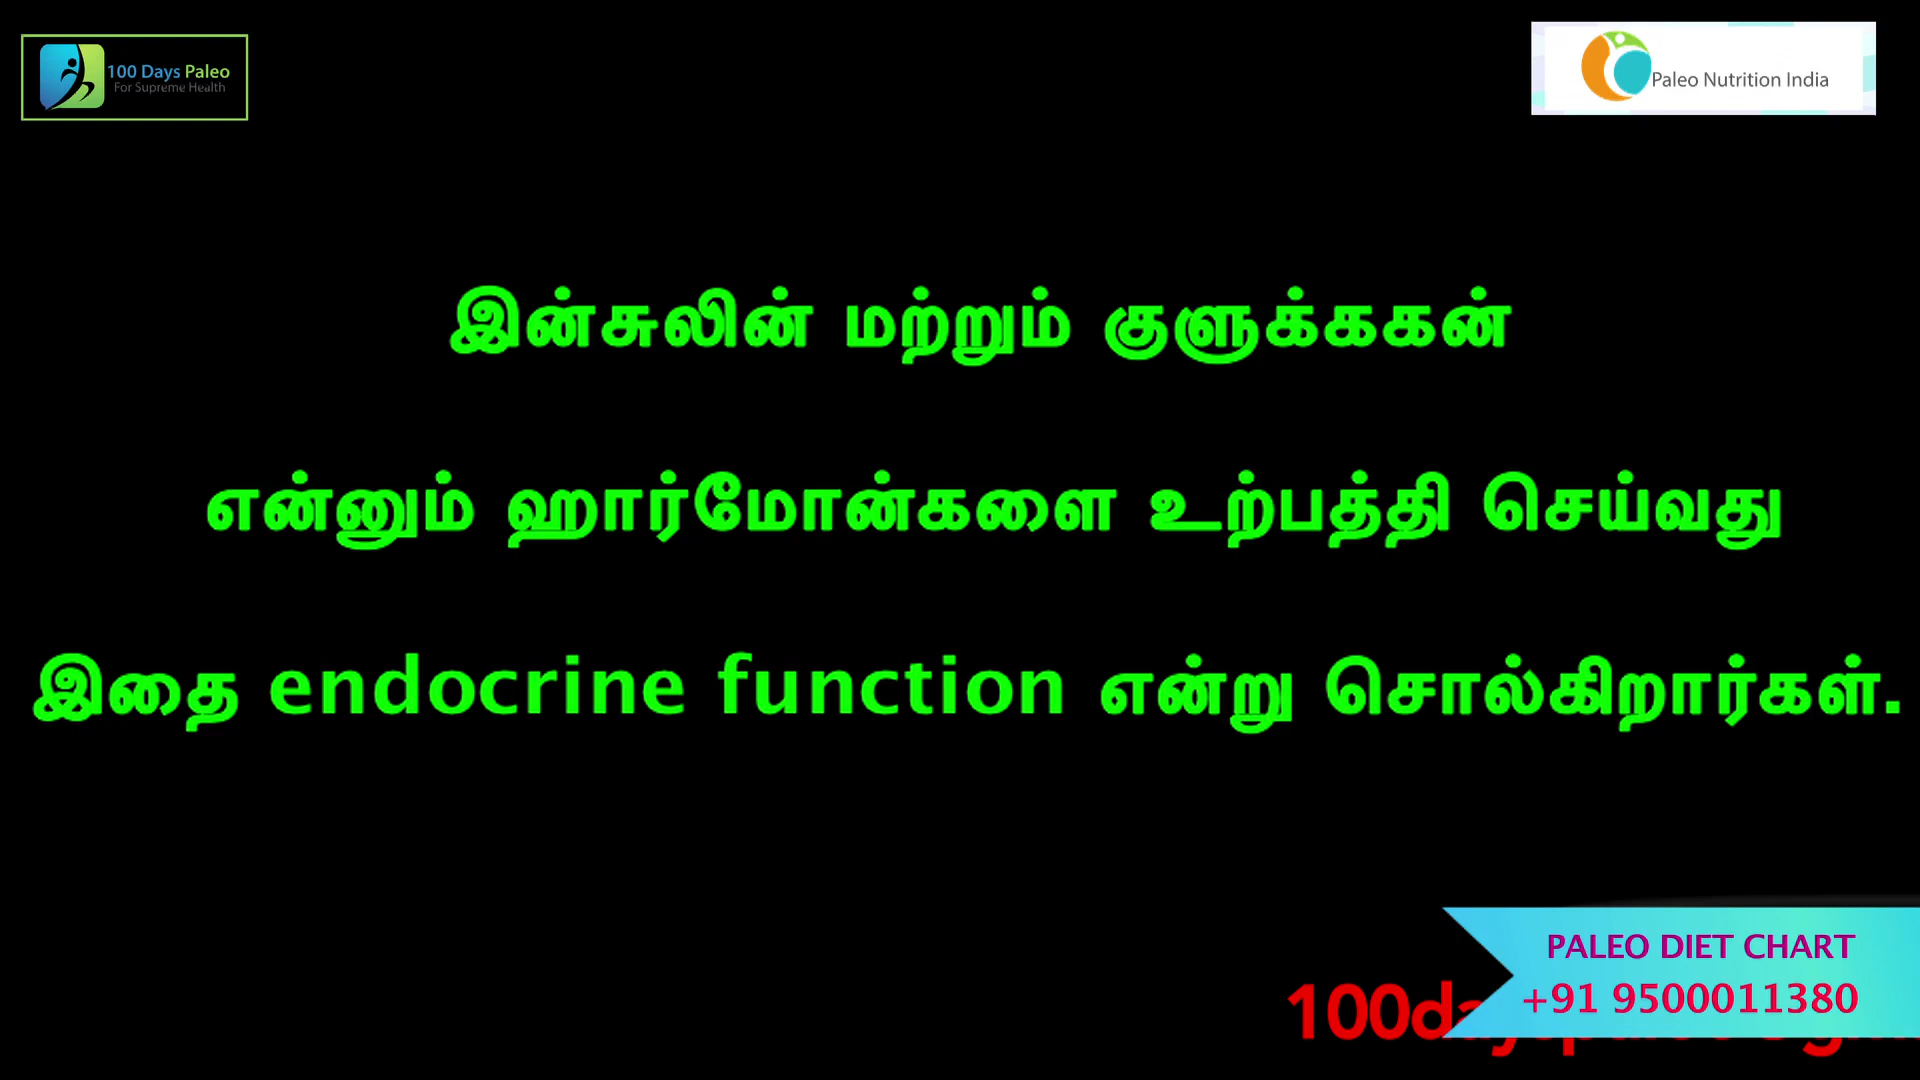 100 Days Paleo
For Supreme Health
Paleo Nutrition India
இன்சுலின் மற்றும் குளுக்ககன்
என்னும் ஹார்மோன்களை உற்பத்தி செய்வது
இதை endocrine function என்று சொல்கிறார்கள்.
PALEO DIET CHART
+91 9500011380